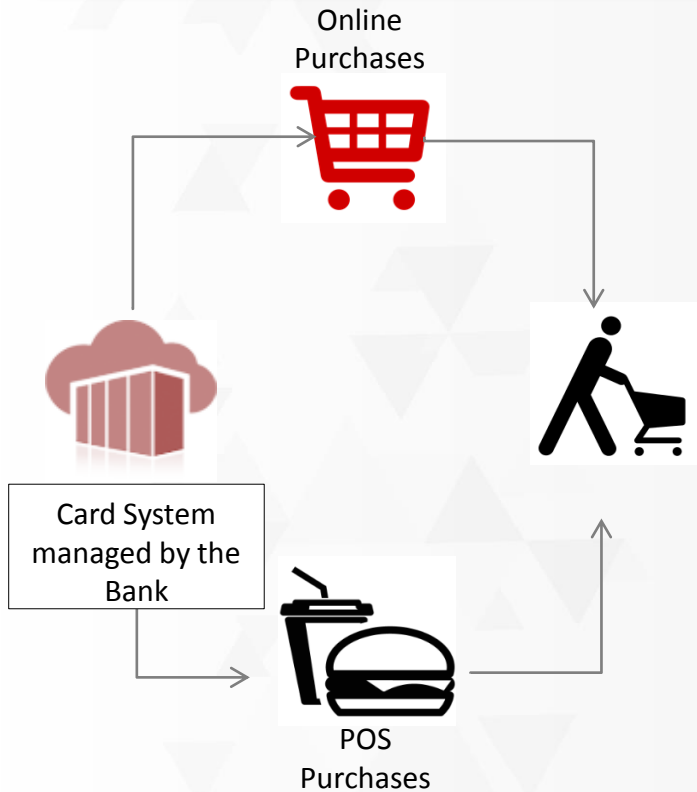 Online
Purchases
Card System
managed by the
Bank
POS
Purchases